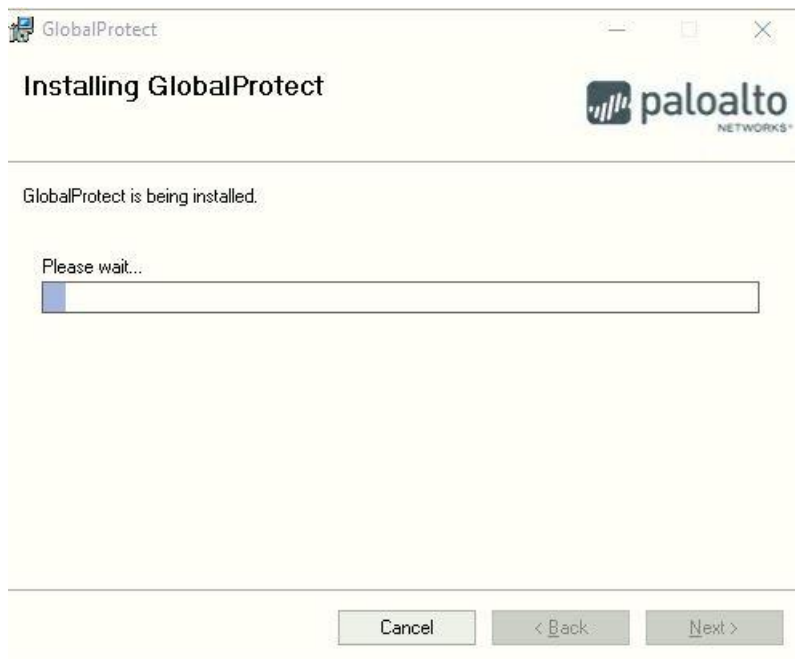 GlobalProtect
Installing GlobalProtect
paloalto
NETWORKS
GlobalProtect is being installed.
Please wait...
Cancel
< Back
Next >